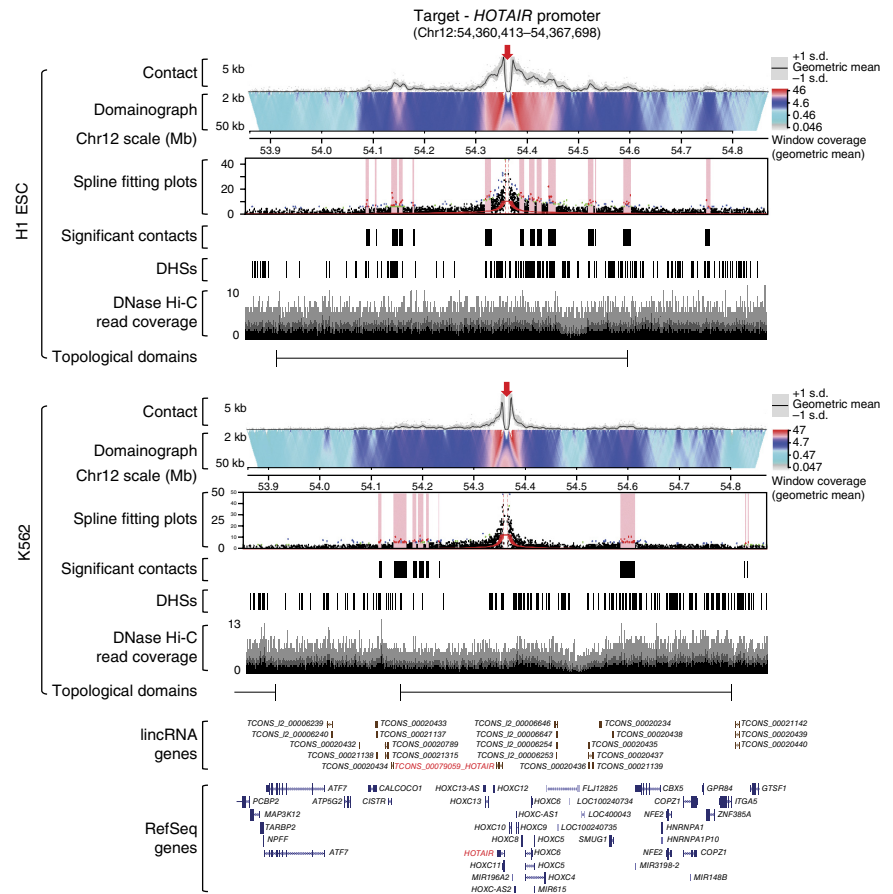 Target - HOTAIR promoter
(Chr12:54,360,413–54,367,698)
H1 ESC
Contact
5 kb
+1 s.d.
Geometric mean
−1 s.d.
Domainograph
2 kb
50 kb
46
4.6
0.46
0.046
Window coverage
(geometric mean)
Chr12 scale (Mb)
53.9 54.0 54.1 54.2 54.3 54.4 54.5 54.6 54.7 54.8
Spline fitting plots
40
20
0
Significant contacts
DHSs
DNase Hi-C
read coverage
10
0
Topological domains
K562
Contact
5 kb
+1 s.d.
Geometric mean
−1 s.d.
Domainograph
2 kb
50 kb
47
4.7
0.47
0.047
Window coverage
(geometric mean)
Chr12 scale (Mb)
53.9 54.0 54.1 54.2 54.3 54.4 54.5 54.6 54.7 54.8
Spline fitting plots
50
25
0
50
40
30
20
10
0
Significant contacts
DHSs
DNase Hi-C
read coverage
13
0
Topological domains
lincRNA
genes
TCONS_l2_00006239 TCONS_00020433 TCONS_l2_00006646 TCONS_00020234 TCONS_00021142
TCONS_l2_00006240 TCONS_00021137 TCONS_l2_00006647 TCONS_00020438 TCONS_00020439
TCONS_00020432 TCONS_00020789 TCONS_l2_00006254 TCONS_00020435 TCONS_00020440
TCONS_00021138 TCONS_00021315 TCONS_l2_00006253 TCONS_00020437
TCONS_00020434 TCONS_00079059_HOTAIR TCONS_00020436 TCONS_00021139
RefSeq
genes
ATF7 CALCOCO1 HOXC13-AS HOXC12 FLJ12825 CBX5 GPR84 GTSF1
PCBP2 ATP5G2 CISTR HOXC13 HOXC6 LOC100240734 COPZ1 ITGA5
MAP3K12 HOXC-AS1 LOC400043 NFE2 ZNF385A
TARBP2 HOXC10 HOXC9 LOC100240735 HNRNPA1
NPFF HOXC8 HOXC5 SMUG1 HNRNPA1P10
ATF7 HOTAIR HOXC6 NFE2 COPZ1
HOXC11 HOXC5 MIR3198-2
MIR196A2 HOXC4 MIR148B
HOXC-AS2 MIR615